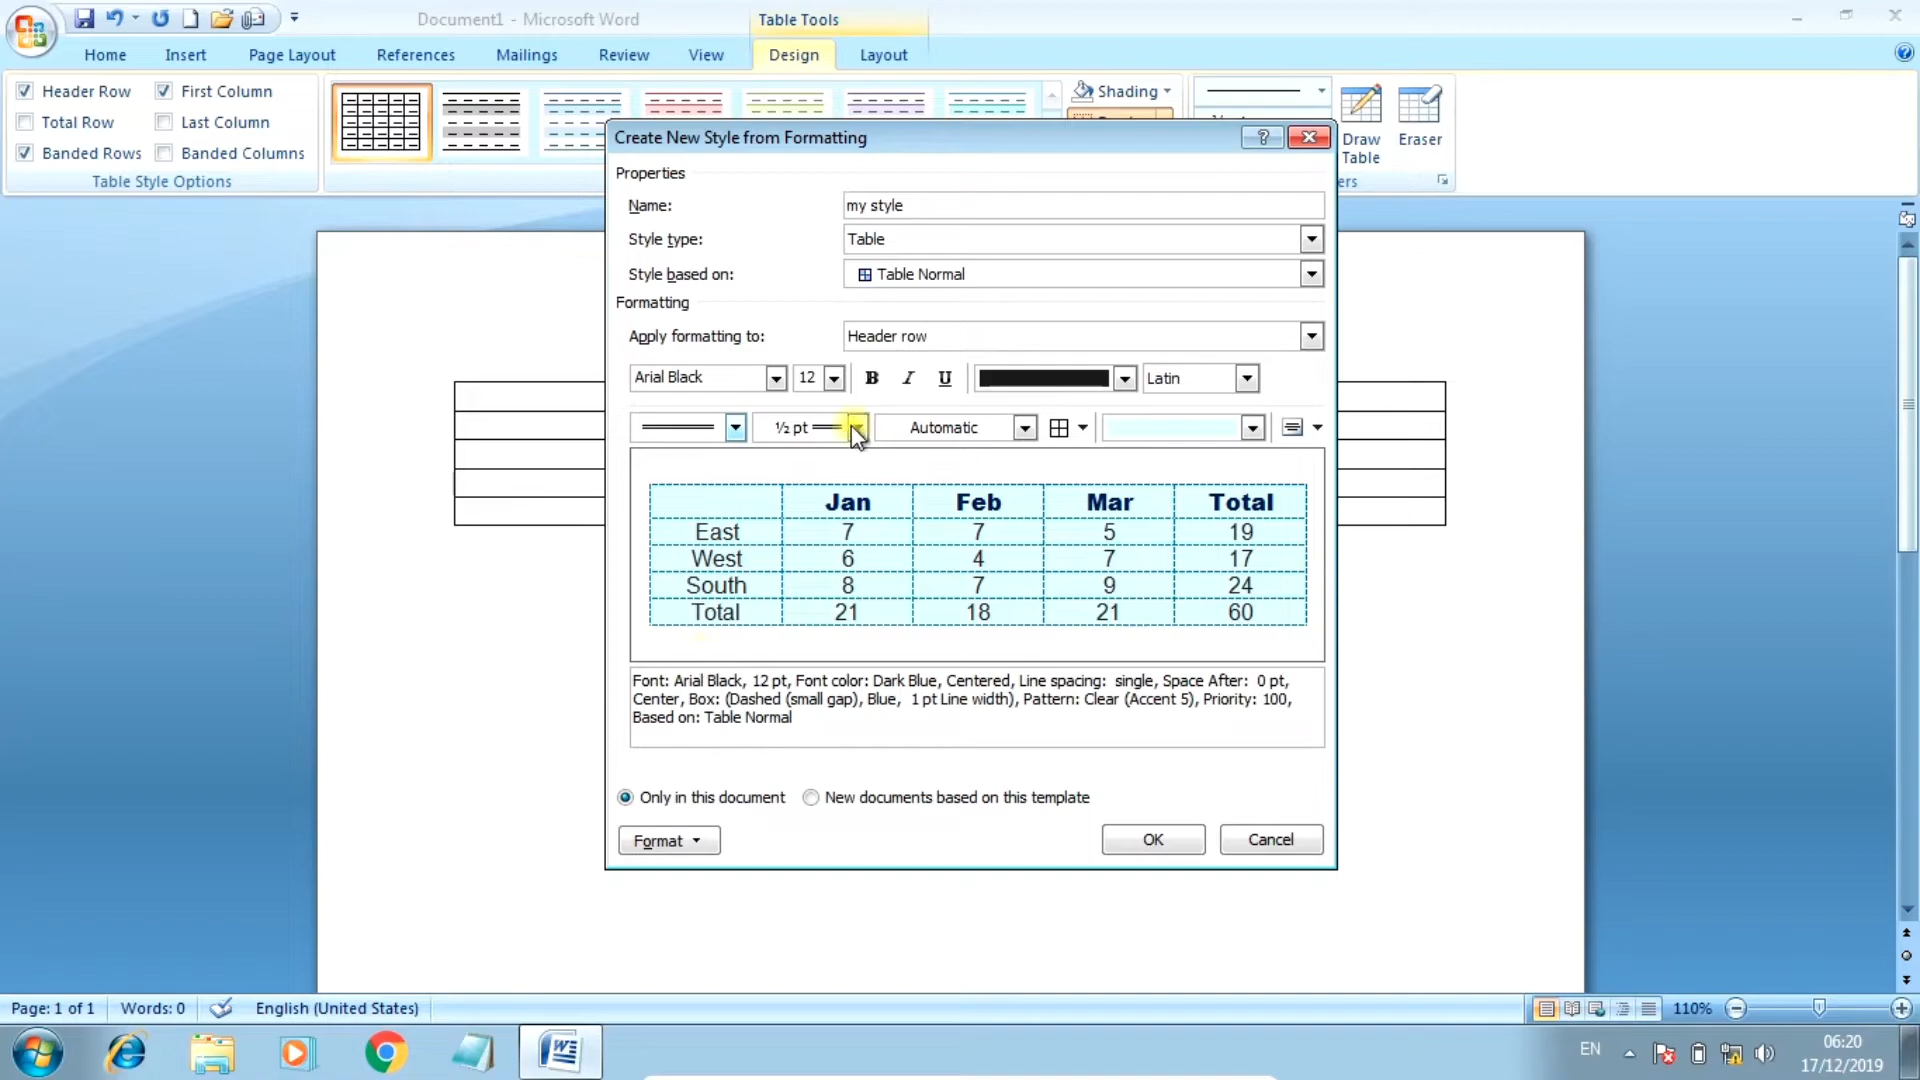 Document1 - Microsoft Word
Table Tools
Home Insert Page Layout References Mailings Review View Design Layout
Header Row First Column
Total Row Last Column
Banded Rows Banded Columns
Table Style Options
Shading
Draw
Table
Eraser
ers
Create New Style from Formatting
Properties
Name: my style
Style type: Table
Style based on: Table Normal
Formatting
Apply formatting to: Header row
Arial Black 12 B I U Latin
½ pt Automatic
Jan Feb Mar Total
East 7 7 5 19
West 6 4 7 17
South 8 7 9 24
Total 21 18 21 60
Font: Arial Black, 12 pt, Font color: Dark Blue, Centered, Line spacing: single, Space After: 0 pt,
Center, Box: (Dashed (small gap), Blue, 1 pt Line width), Pattern: Clear (Accent 5), Priority: 100,
Based on: Table Normal
Only in this document New documents based on this template
Format OK Cancel
Page: 1 of 1 Words: 0 English (United States) 110%
EN
06:20
17/12/2019